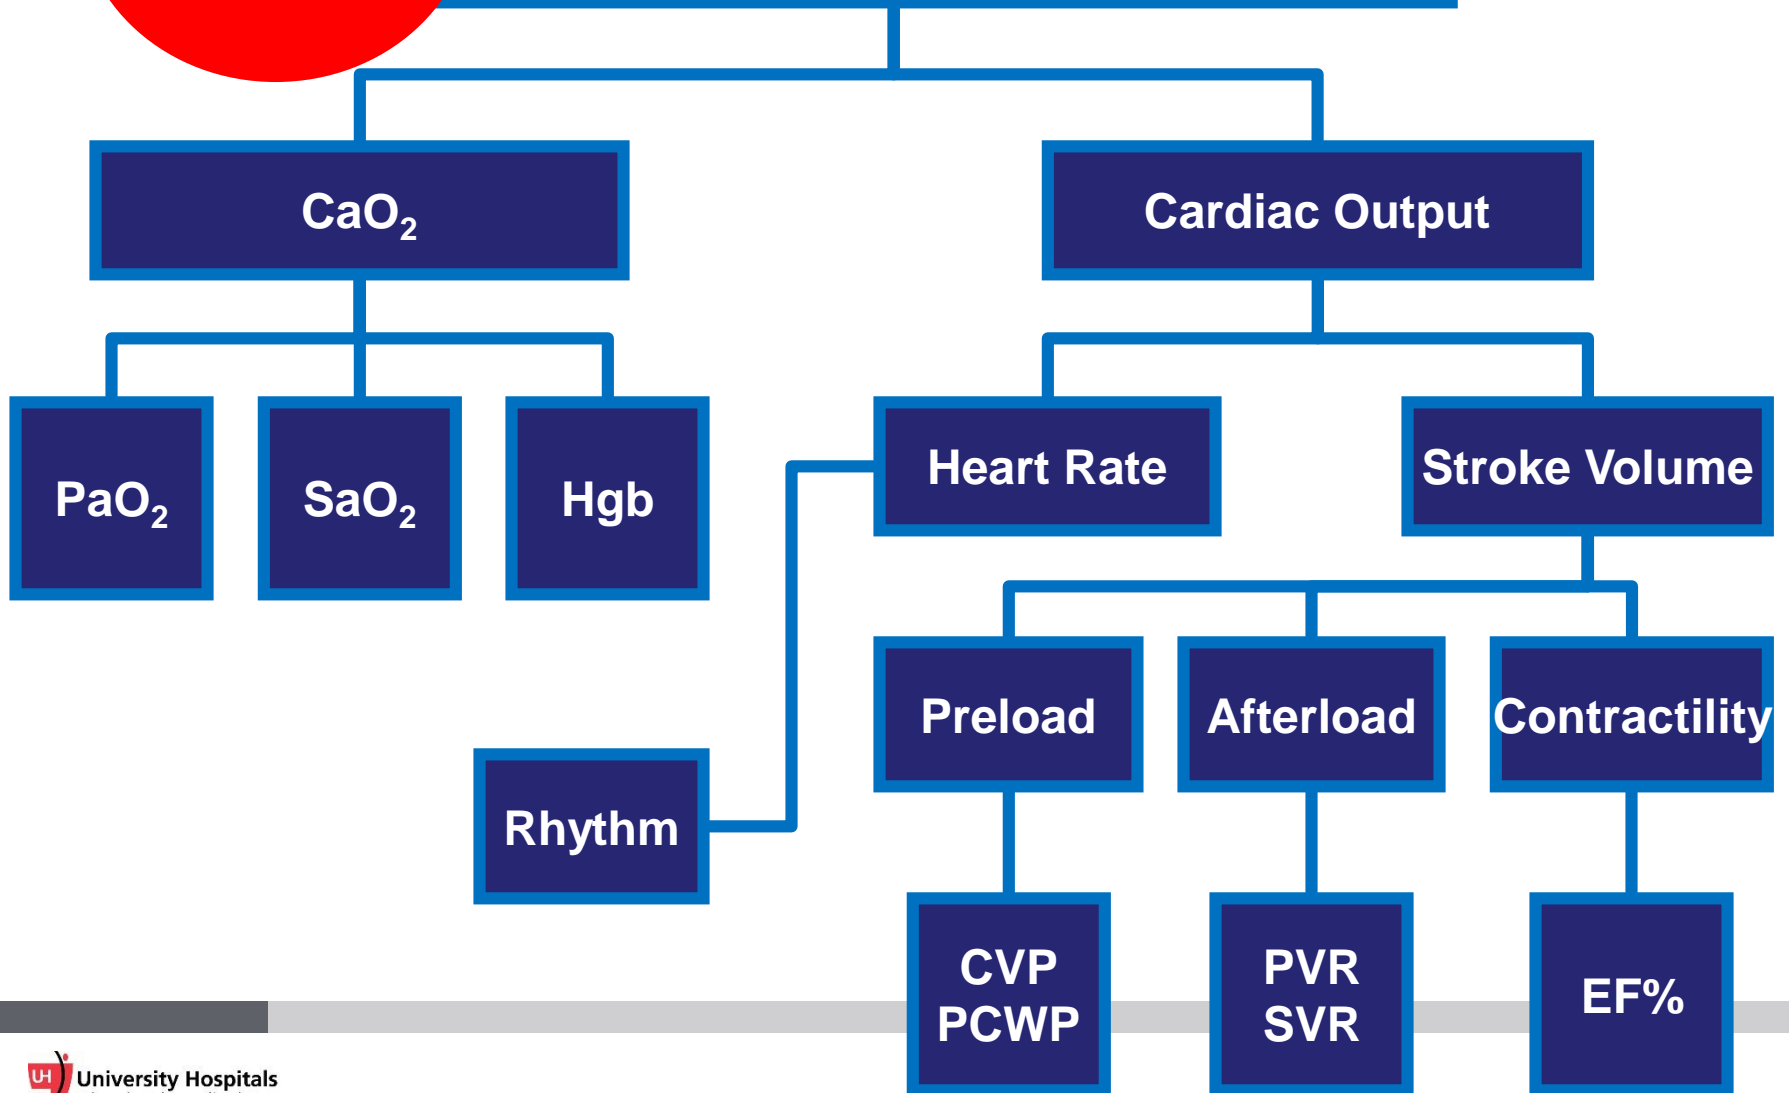 CaO₂
Cardiac Output
PaO₂
SaO₂
Hgb
Heart Rate
Stroke Volume
Preload
Afterload
Contractility
Rhythm
CVP
PCWP
PVR
SVR
EF%
UH
University Hospitals